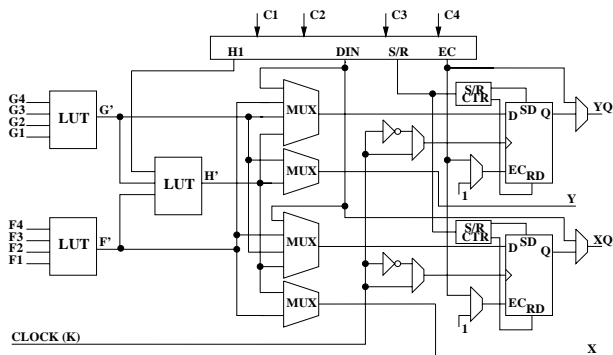 C1 C2 C3 C4
H1 DIN S/R EC
G4
G3
G2
G1
LUT
G'
MUX
S/R
CTR
SD
D Q
YQ
EC
RD
1
LUT
H'
MUX
Y
F4
F3
F2
F1
LUT
F'
MUX
S/R
CTR
SD
D Q
XQ
EC
RD
1
MUX
CLOCK (K)
X